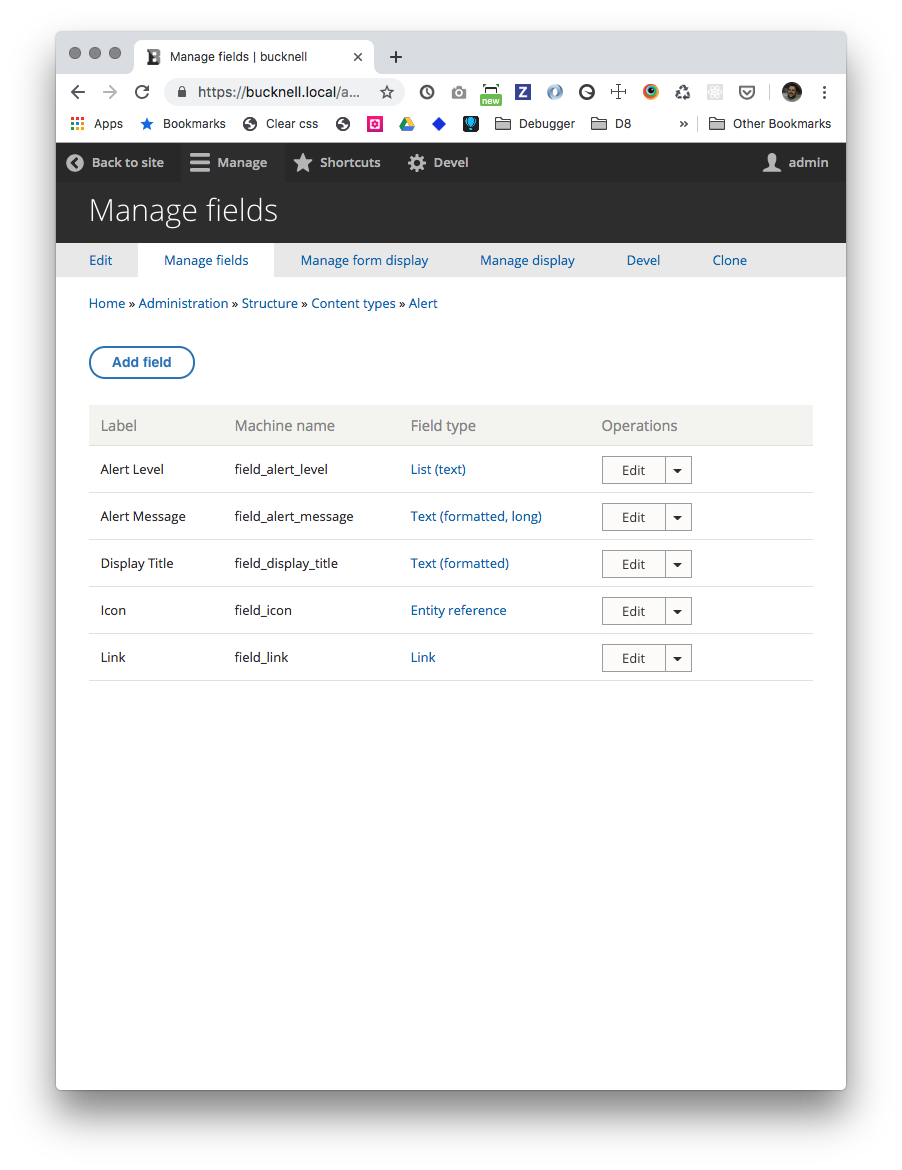 Manage fields | bucknell
https://bucknell.local/a...
new
Z
Apps Bookmarks Clear css Debugger D8 » Other Bookmarks
Back to site Manage Shortcuts Devel admin
Manage fields
Edit Manage fields Manage form display Manage display Devel Clone
Home » Administration » Structure » Content types » Alert
Add field
Label Machine name Field type Operations
Alert Level field_alert_level List (text) Edit
Alert Message field_alert_message Text (formatted, long) Edit
Display Title field_display_title Text (formatted) Edit
Icon field_icon Entity reference Edit
Link field_link Link Edit